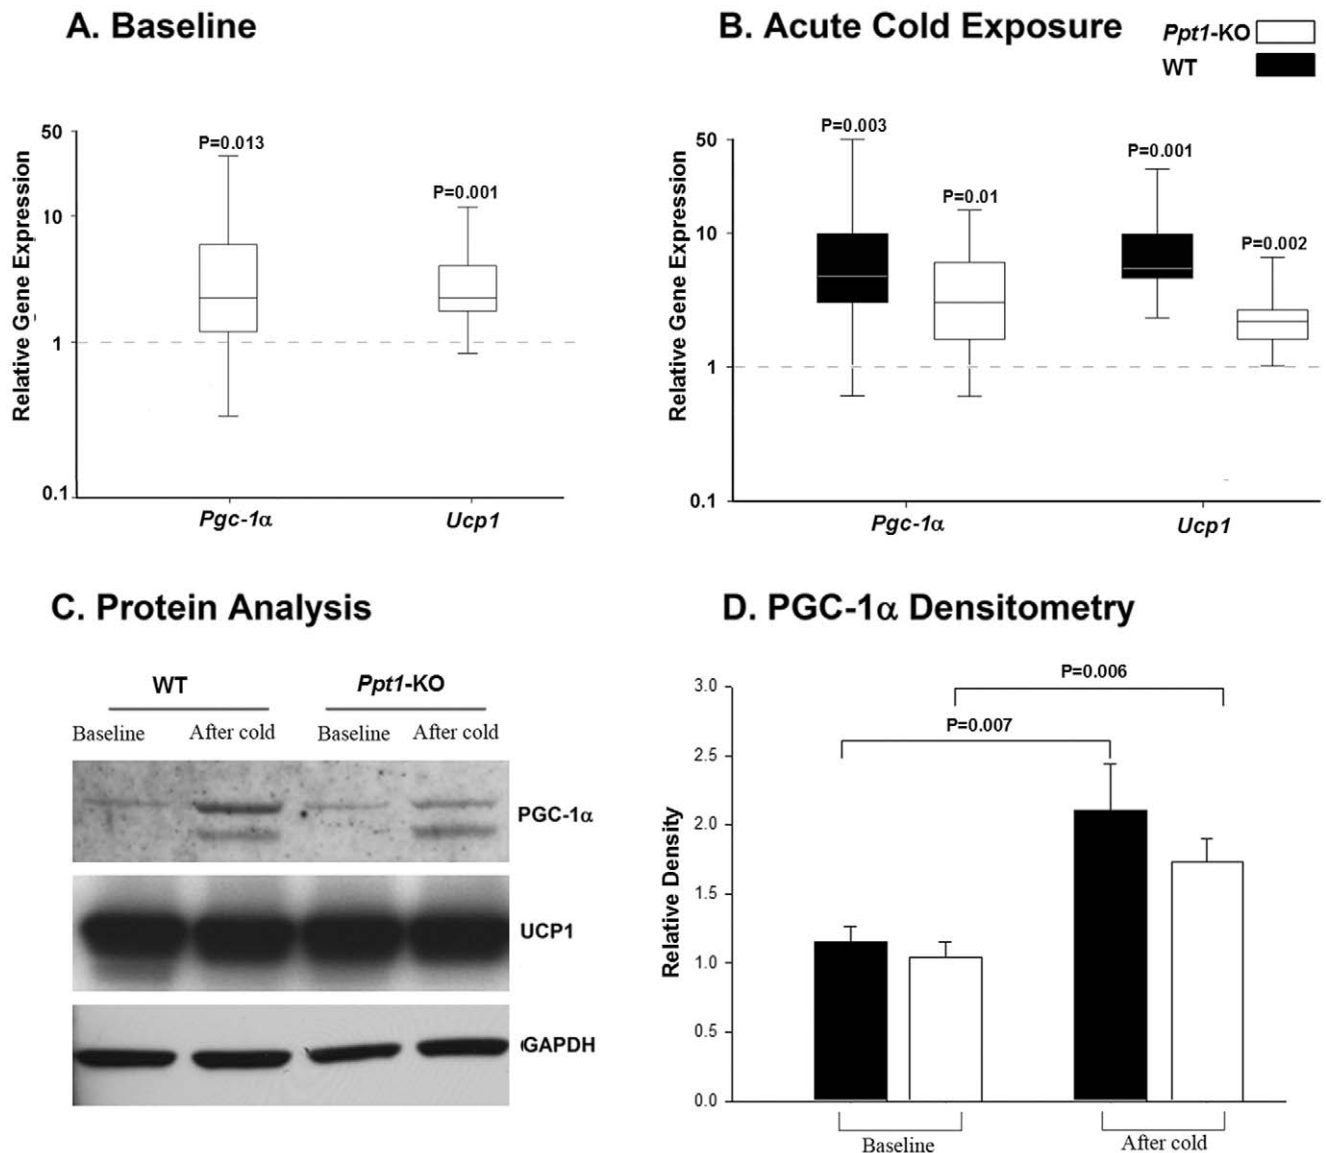 A. Baseline
Relative Gene Expression
50
10
1
0.1
P=0.013
P=0.001
Pgc-1α
Ucp1
B. Acute Cold Exposure
Ppt1-KO
WT
Relative Gene Expression
50
10
1
0.1
P=0.003
P=0.01
P=0.001
P=0.002
Pgc-1α
Ucp1
C. Protein Analysis
WT
Ppt1-KO
Baseline After cold Baseline After cold
PGC-1α
UCP1
GAPDH
D. PGC-1α Densitometry
Relative Density
3.0
2.5
2.0
1.5
1.0
0.5
0.0
P=0.006
P=0.007
Baseline
After cold